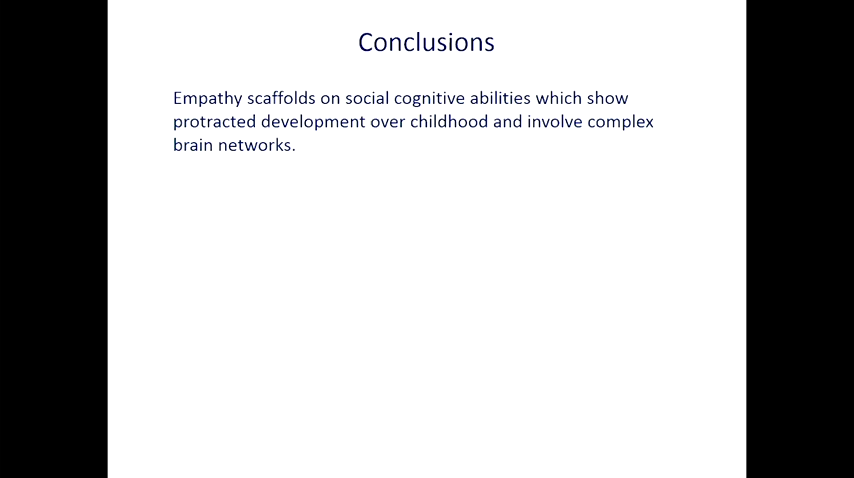 Conclusions
Empathy scaffolds on social cognitive abilities which show
protracted development over childhood and involve complex
brain networks.